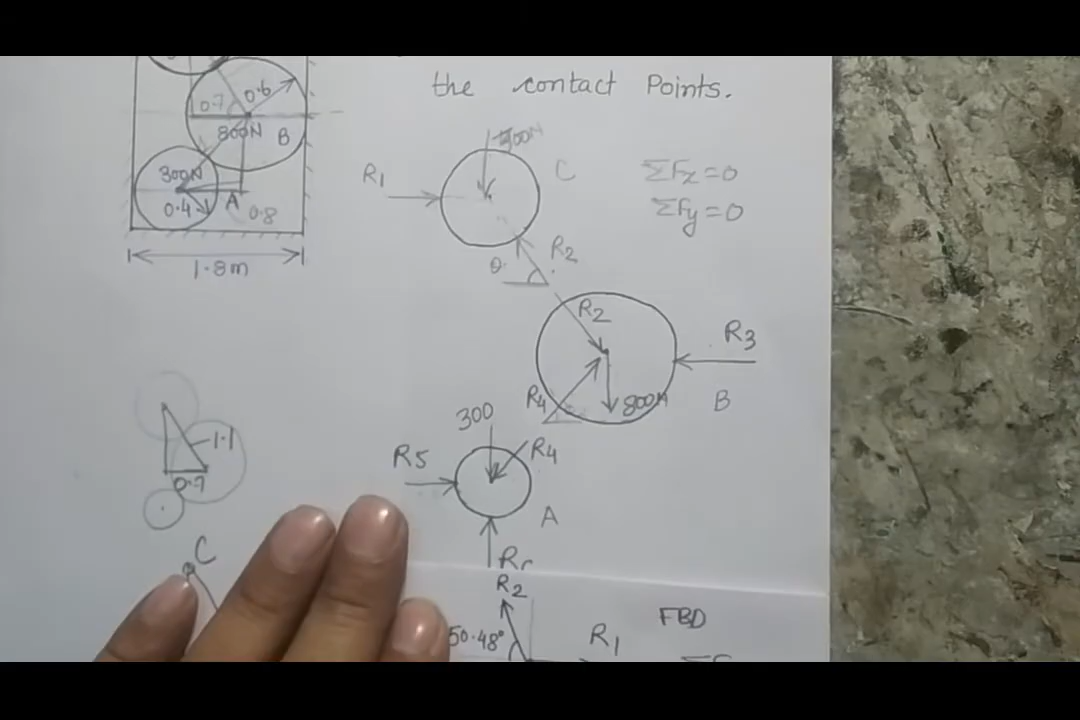 the contact Points.
0.7 0.6
800N B
300N
0.4 A 0.8
1.8m
R1
C
R2
θ
ΣFx=0
ΣFy=0
R2
R3
R4
800N
B
300
R5
R4
A
1.1
0.7
C
R2
50.48°
R1
FBD